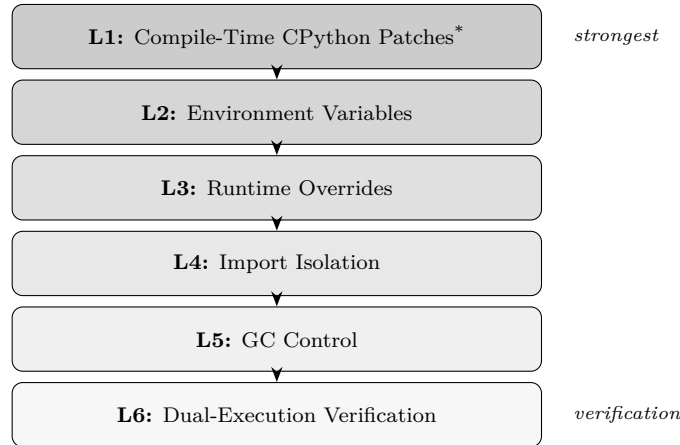 L1: Compile-Time CPython Patches* strongest
L2: Environment Variables
L3: Runtime Overrides
L4: Import Isolation
L5: GC Control
L6: Dual-Execution Verification verification